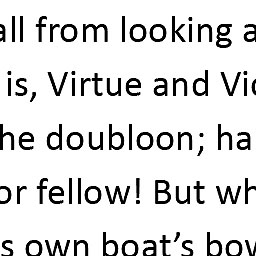 all from looking a
is, Virtue and Vic
he doubloon; ha
or fellow! But wh
s own boat’s bow